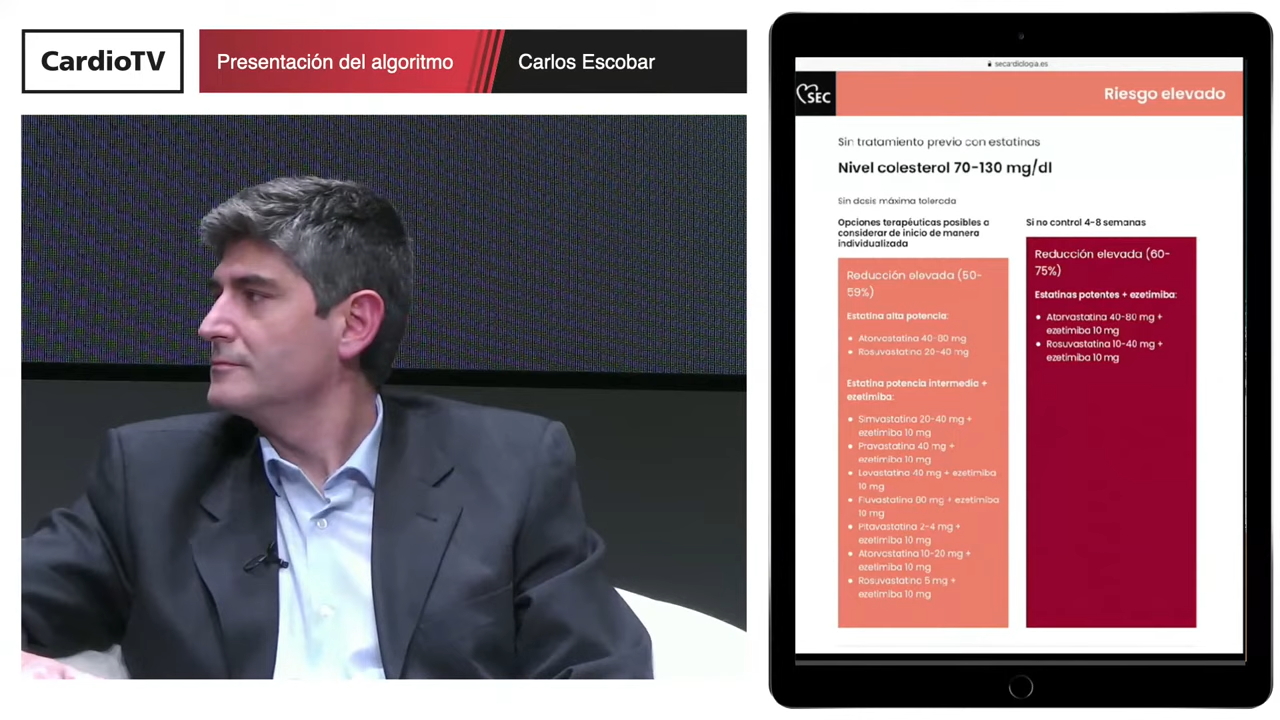 CardioTV
Presentación del algoritmo
Carlos Escobar
secardiologia.es
SEC
Riesgo elevado
Sin tratamiento previo con estatinas
Nivel colesterol 70-130 mg/dl
Sin dosis máxima tolerada
Opciones terapéuticas posibles a
considerar de inicio de manera
individualizada
Reducción elevada (50-
59%)
Estatina alta potencia:
Atorvastatina 40-80 mg
Rosuvastatina 20-40 mg
Estatina potencia intermedia +
ezetimiba:
Simvastatina 20-40 mg +
ezetimiba 10 mg
Pravastatina 40 mg +
ezetimiba 10 mg
Lovastatina 40 mg + ezetimiba
10 mg
Fluvastatina 80 mg + ezetimiba
10 mg
Pitavastatina 2-4 mg +
ezetimiba 10 mg
Atorvastatina 10-20 mg +
ezetimiba 10 mg
Rosuvastatina 5 mg +
ezetimiba 10 mg
Si no control 4-8 semanas
Reducción elevada (60-
75%)
Estatinas potentes + ezetimiba:
Atorvastatina 40-80 mg +
ezetimiba 10 mg
Rosuvastatina 10-40 mg +
ezetimiba 10 mg